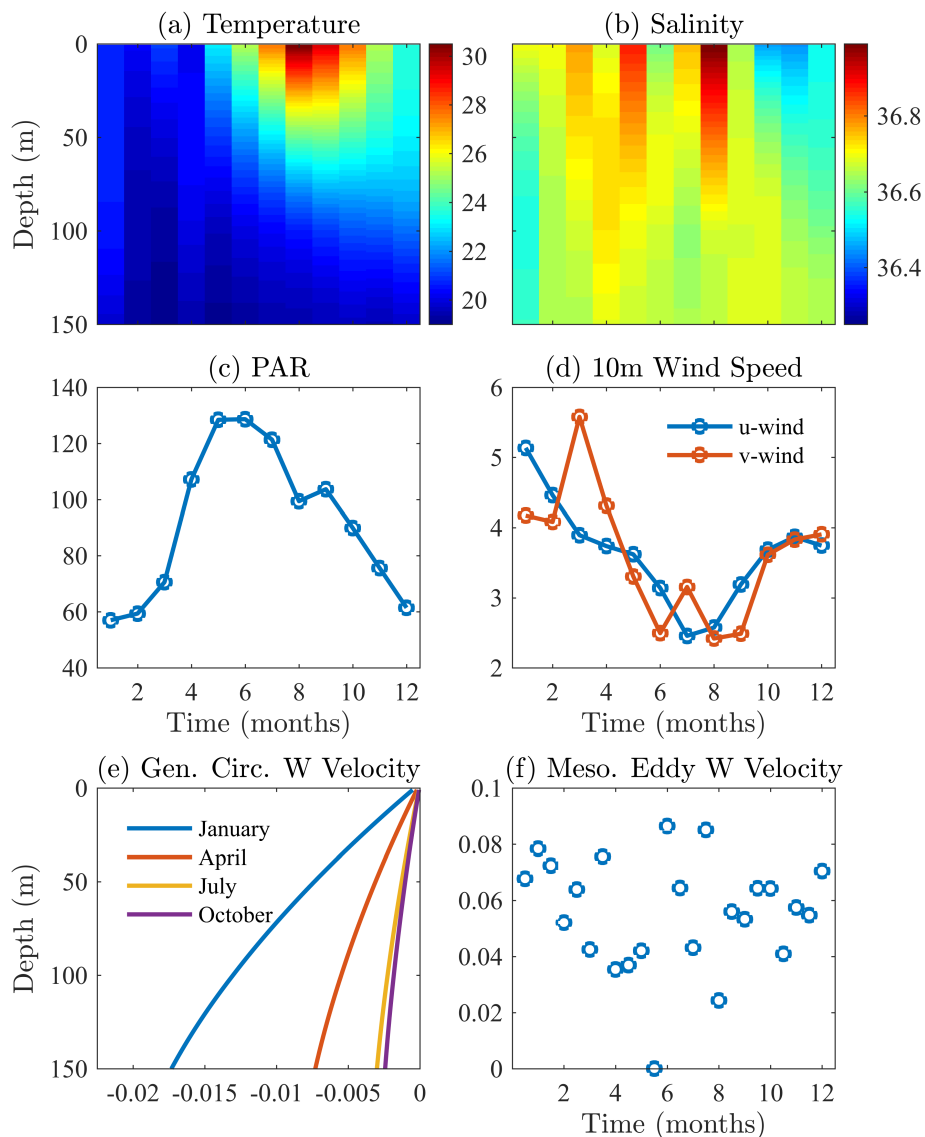 (a) Temperature
(b) Salinity
0
50
100
150
Depth (m)
30
28
26
24
22
20
36.8
36.6
36.4
(c) PAR
(d) 10m Wind Speed
140
120
100
80
60
40
2 4 6 8 10 12
Time (months)
6
5
4
3
2
u-wind
v-wind
2 4 6 8 10 12
Time (months)
(e) Gen. Circ. W Velocity
(f) Meso. Eddy W Velocity
0
50
100
150
Depth (m)
January
April
July
October
-0.02 -0.015 -0.01 -0.005 0
0.1
0.08
0.06
0.04
0.02
0
2 4 6 8 10 12
Time (months)